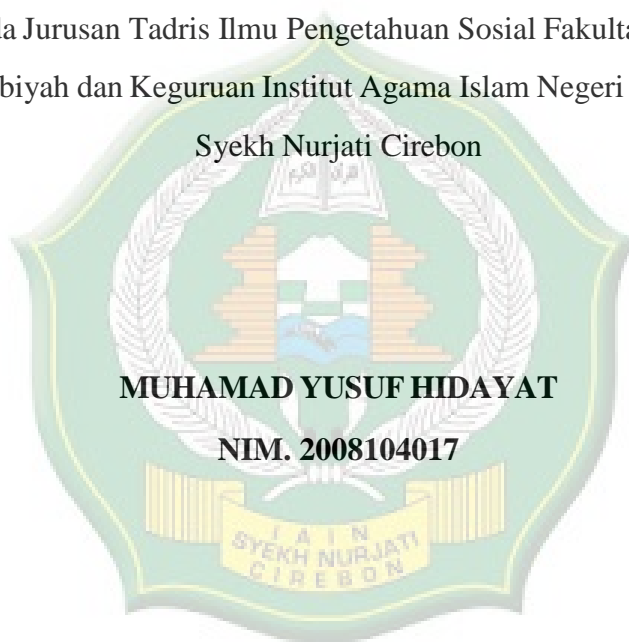 da Jurusan Tadris Ilmu Pengetahuan Sosial Fakulta
biyah dan Keguruan Institut Agama Islam Negeri
Syekh Nurjati Cirebon
MUHAMAD YUSUF HIDAYAT
NIM. 2008104017
I A I N
SYEKH NURJATI
CIREBON